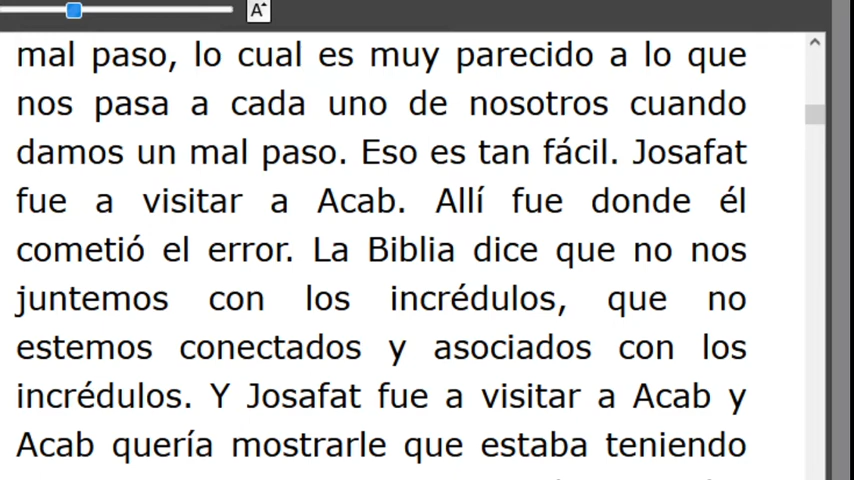 A
mal paso, lo cual es muy parecido a lo que
nos pasa a cada uno de nosotros cuando
damos un mal paso. Eso es tan fácil. Josafat
fue a visitar a Acab. Allí fue donde él
cometió el error. La Biblia dice que no nos
juntemos con los incrédulos, que no
estemos conectados y asociados con los
incrédulos. Y Josafat fue a visitar a Acab y
Acab quería mostrarle que estaba teniendo